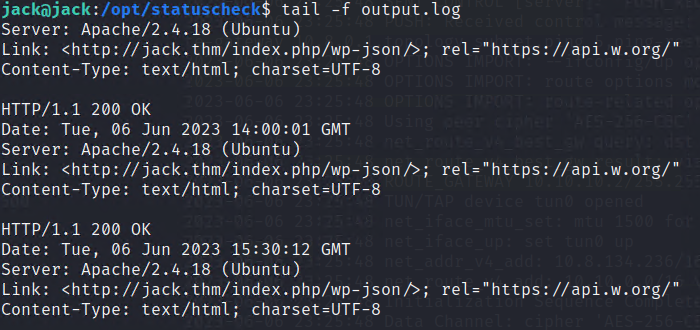 jack@jack:/opt/statuscheck$ tail -f output.log
Server: Apache/2.4.18 (Ubuntu)
Link: <http://jack.thm/index.php/wp-json/>; rel="https://api.w.org/"
Content-Type: text/html; charset=UTF-8

HTTP/1.1 200 OK
Date: Tue, 06 Jun 2023 14:00:01 GMT
Server: Apache/2.4.18 (Ubuntu)
Link: <http://jack.thm/index.php/wp-json/>; rel="https://api.w.org/"
Content-Type: text/html; charset=UTF-8

HTTP/1.1 200 OK
Date: Tue, 06 Jun 2023 15:30:12 GMT
Server: Apache/2.4.18 (Ubuntu)
Link: <http://jack.thm/index.php/wp-json/>; rel="https://api.w.org/"
Content-Type: text/html; charset=UTF-8